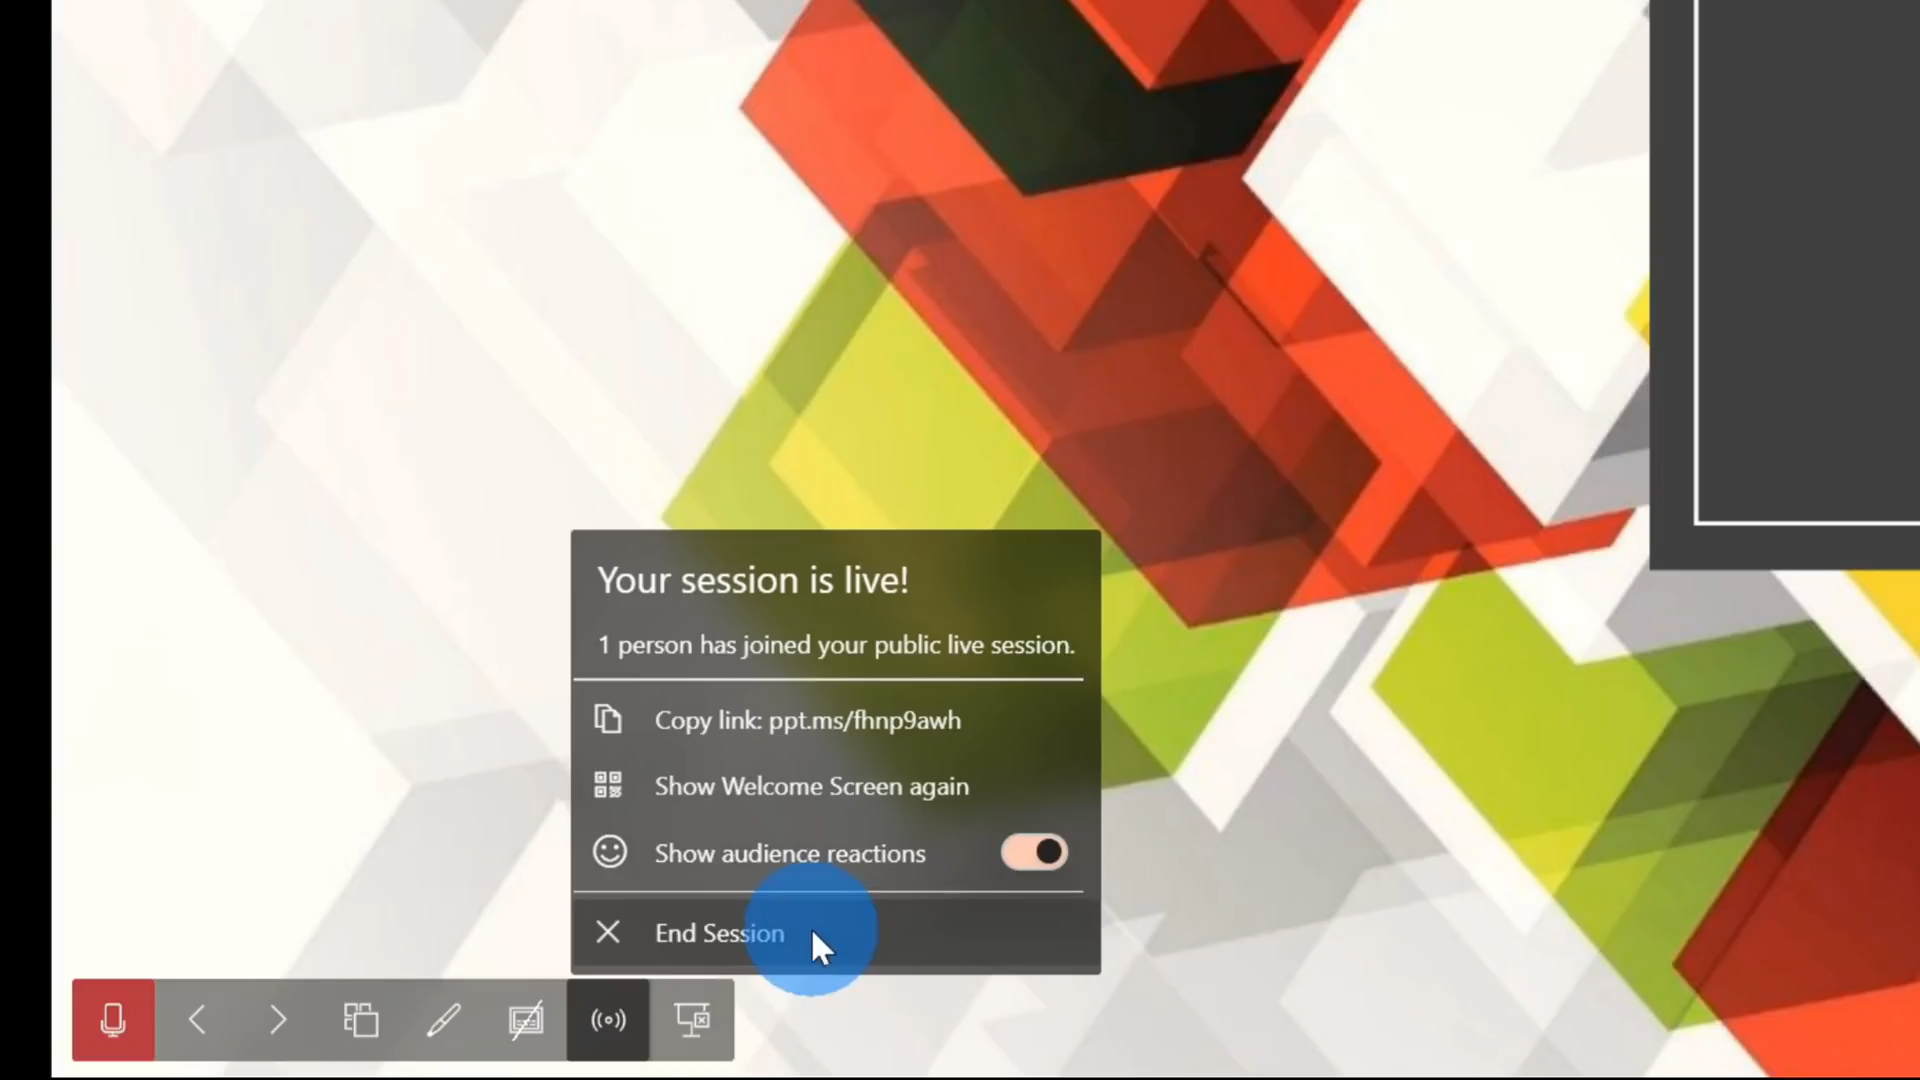 Your session is live!
1 person has joined your public live session.
Copy link: ppt.ms/fhnp9awh
Show Welcome Screen again
Show audience reactions
End Session